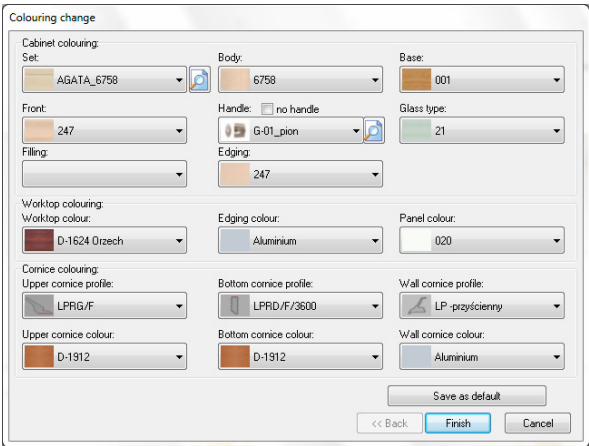 Colouring change
Cabinet colouring:
Set: Body: Base:
AGATA_6758 6758 001
Front: Handle: no handle Glass type:
247 G-01_pion 21
Filling: Edging:
247
Worktop colouring:
Worktop colour: Edging colour: Panel colour:
D-1624 Orzech Aluminium 020
Cornice colouring:
Upper cornice profile: Bottom cornice profile: Wall cornice profile:
LPRG/F LPRD/F/3600 LP -przyścienny
Upper cornice colour: Bottom cornice colour: Wall cornice colour:
D-1912 D-1912 Aluminium
Save as default
<< Back Finish Cancel